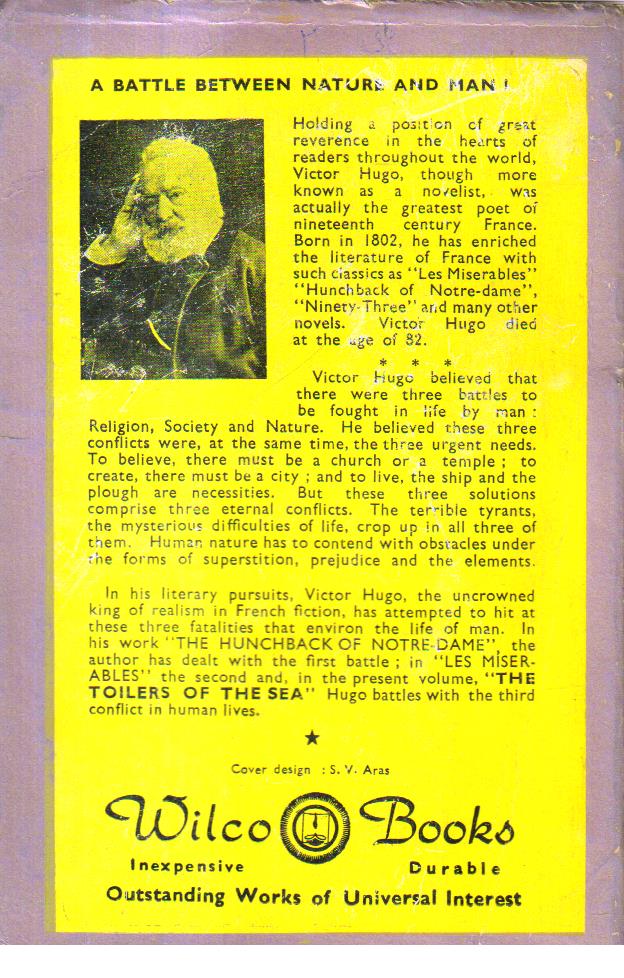 A BATTLE BETWEEN NATURE AND MAN !
Holding a position of great
reverence in the hearts of
readers throughout the world,
Victor Hugo, though more
known as a novelist, was
actually the greatest poet of
nineteenth century France.
Born in 1802, he has enriched
the literature of France with
such classics as "Les Miserables"
"Hunchback of Notre-dame",
"Ninety-Three" and many other
novels. Victor Hugo died
at the age of 82.
* * *
Victor Hugo believed that
there were three battles to
be fought in life by man :
Religion, Society and Nature. He believed these three
conflicts were, at the same time, the three urgent needs.
To believe, there must be a church or a temple ; to
create, there must be a city ; and to live, the ship and the
plough are necessities. But these three solutions
comprise three eternal conflicts. The terrible tyrants,
the mysterious difficulties of life, crop up in all three of
them. Human nature has to contend with obstacles under
the forms of superstition, prejudice and the elements.
In his literary pursuits, Victor Hugo, the uncrowned
king of realism in French fiction, has attempted to hit at
these three fatalities that environ the life of man. In
his work "THE HUNCHBACK OF NOTRE-DAME", the
author has dealt with the first battle ; in "LES MISER-
ABLES" the second and, in the present volume, "THE
TOILERS OF THE SEA" Hugo battles with the third
conflict in human lives.
★
Cover design : S. V. Aras
Wilco Books
Inexpensive Durable
Outstanding Works of Universal Interest